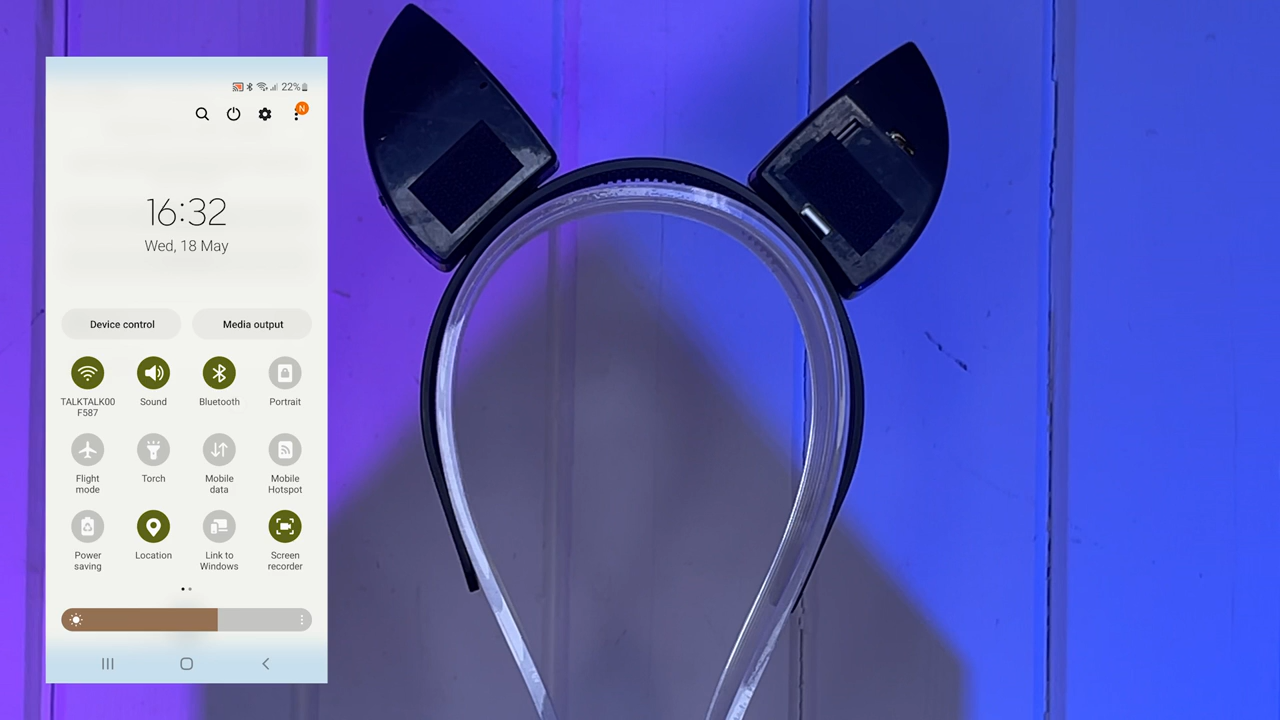 22%
N
16:32
Wed, 18 May
Device control
Media output
TALKTALK00
F587
Sound
Bluetooth
Portrait
Flight
mode
Torch
Mobile
data
Mobile
Hotspot
Power
saving
Location
Link to
Windows
Screen
recorder